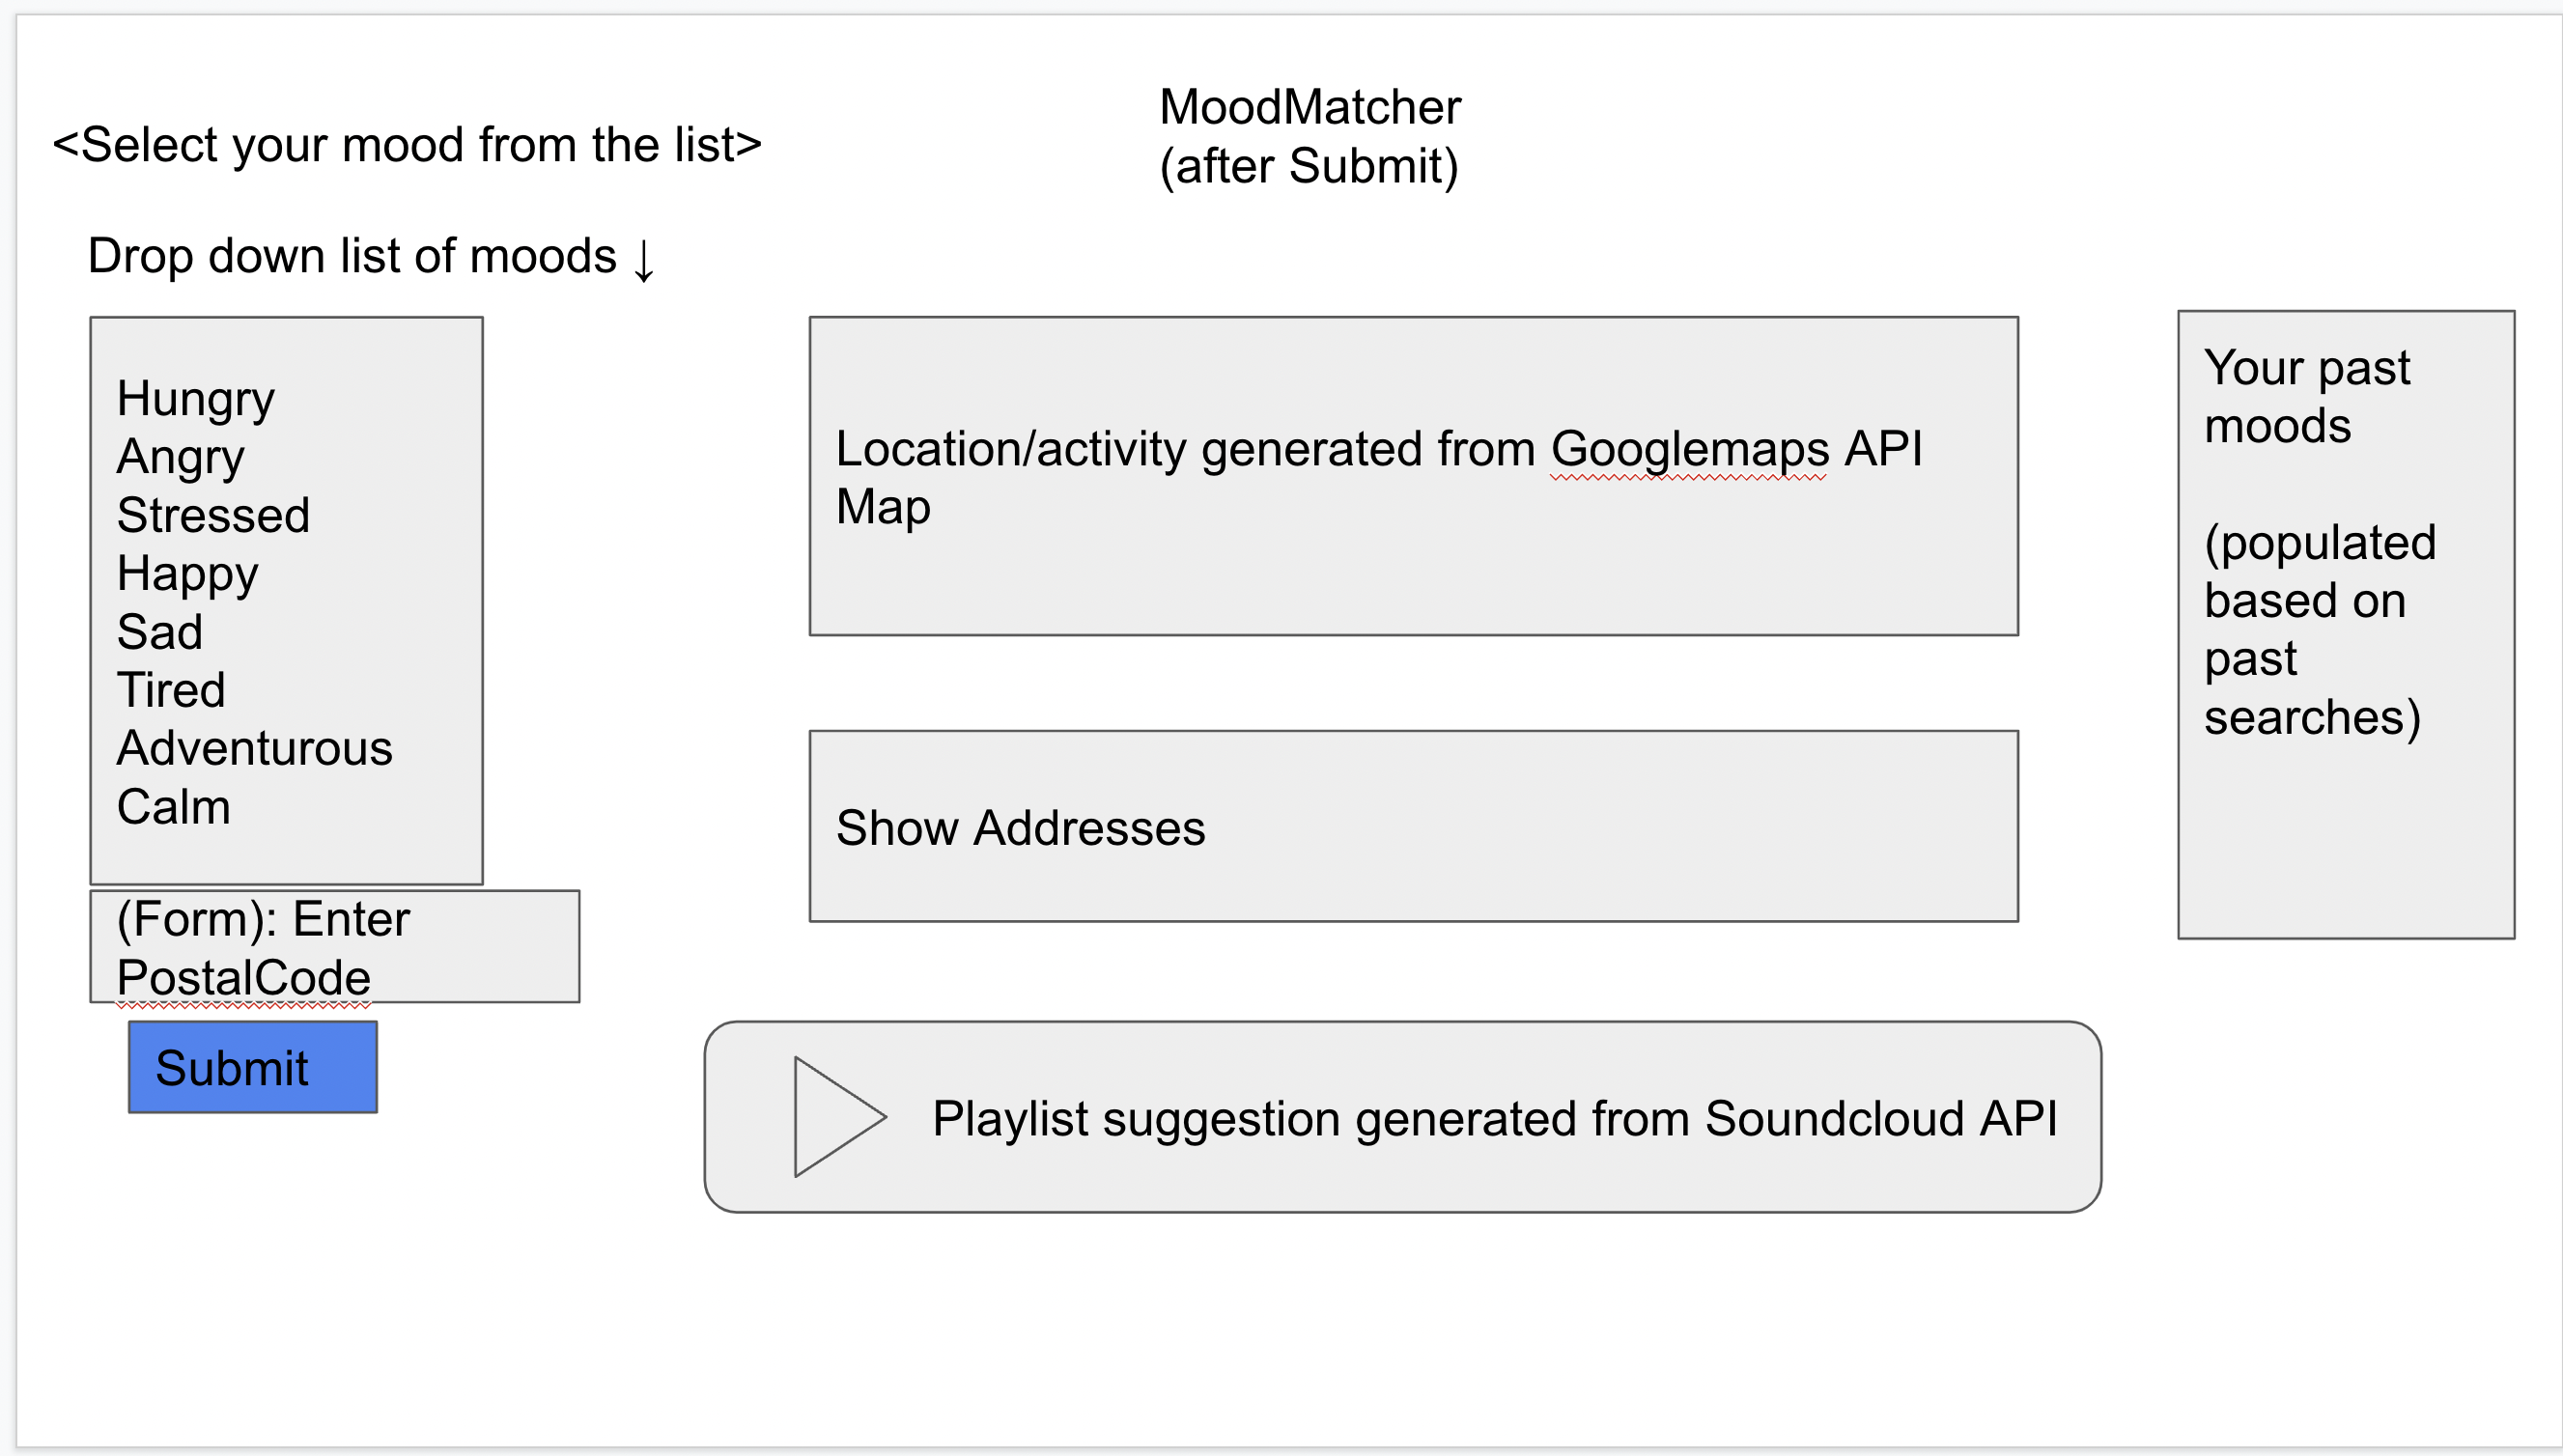 MoodMatcher
(after Submit)
<Select your mood from the list>
Drop down list of moods ↓
Hungry
Angry
Stressed
Happy
Sad
Tired
Adventurous
Calm
(Form): Enter
PostalCode
Submit
Location/activity generated from Googlemaps API
Map
Show Addresses
Playlist suggestion generated from Soundcloud API
Your past
moods
(populated
based on
past
searches)